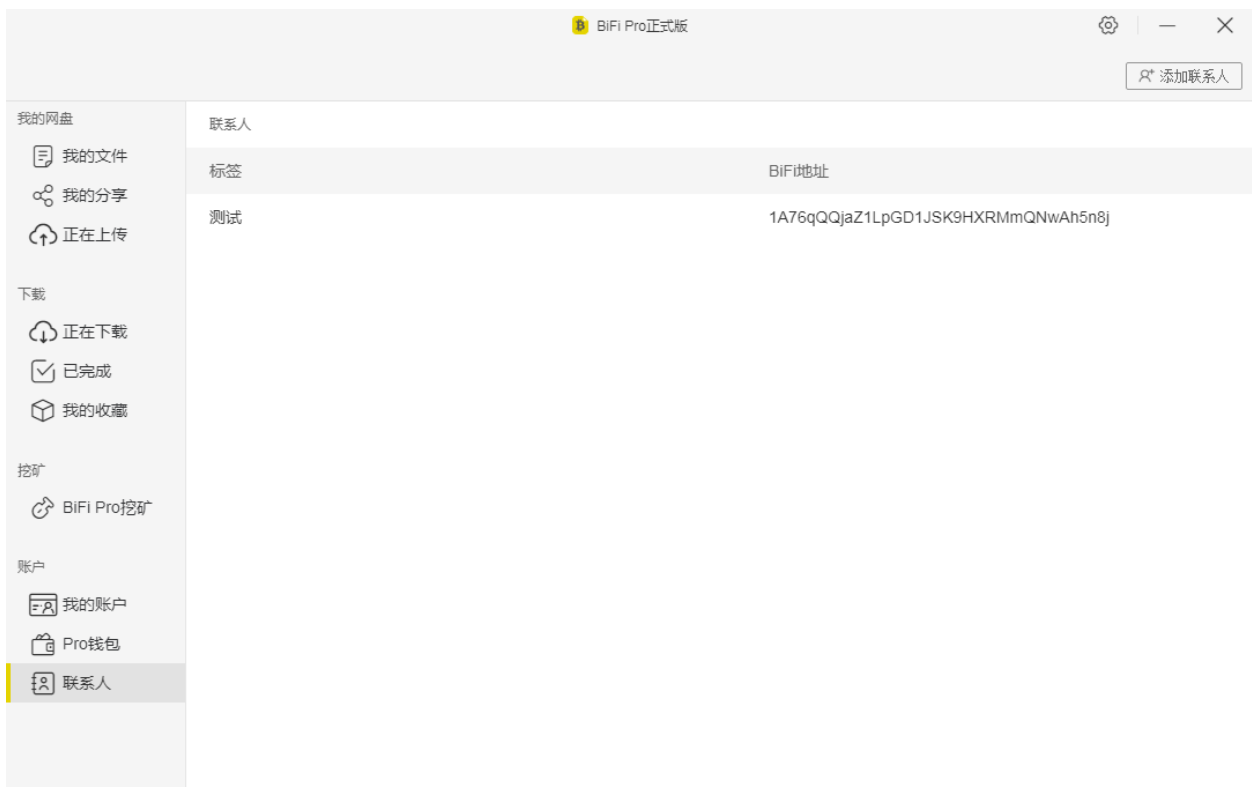 BiFi Pro正式版
添加联系人
我的网盘
我的文件
我的分享
正在上传
下载
正在下载
已完成
我的收藏
挖矿
BiFi Pro挖矿
账户
我的账户
Pro钱包
联系人
联系人
标签 BiFi地址
测试 1A76qQQjaZ1LpGD1JSK9HXRMmQNwAh5n8j